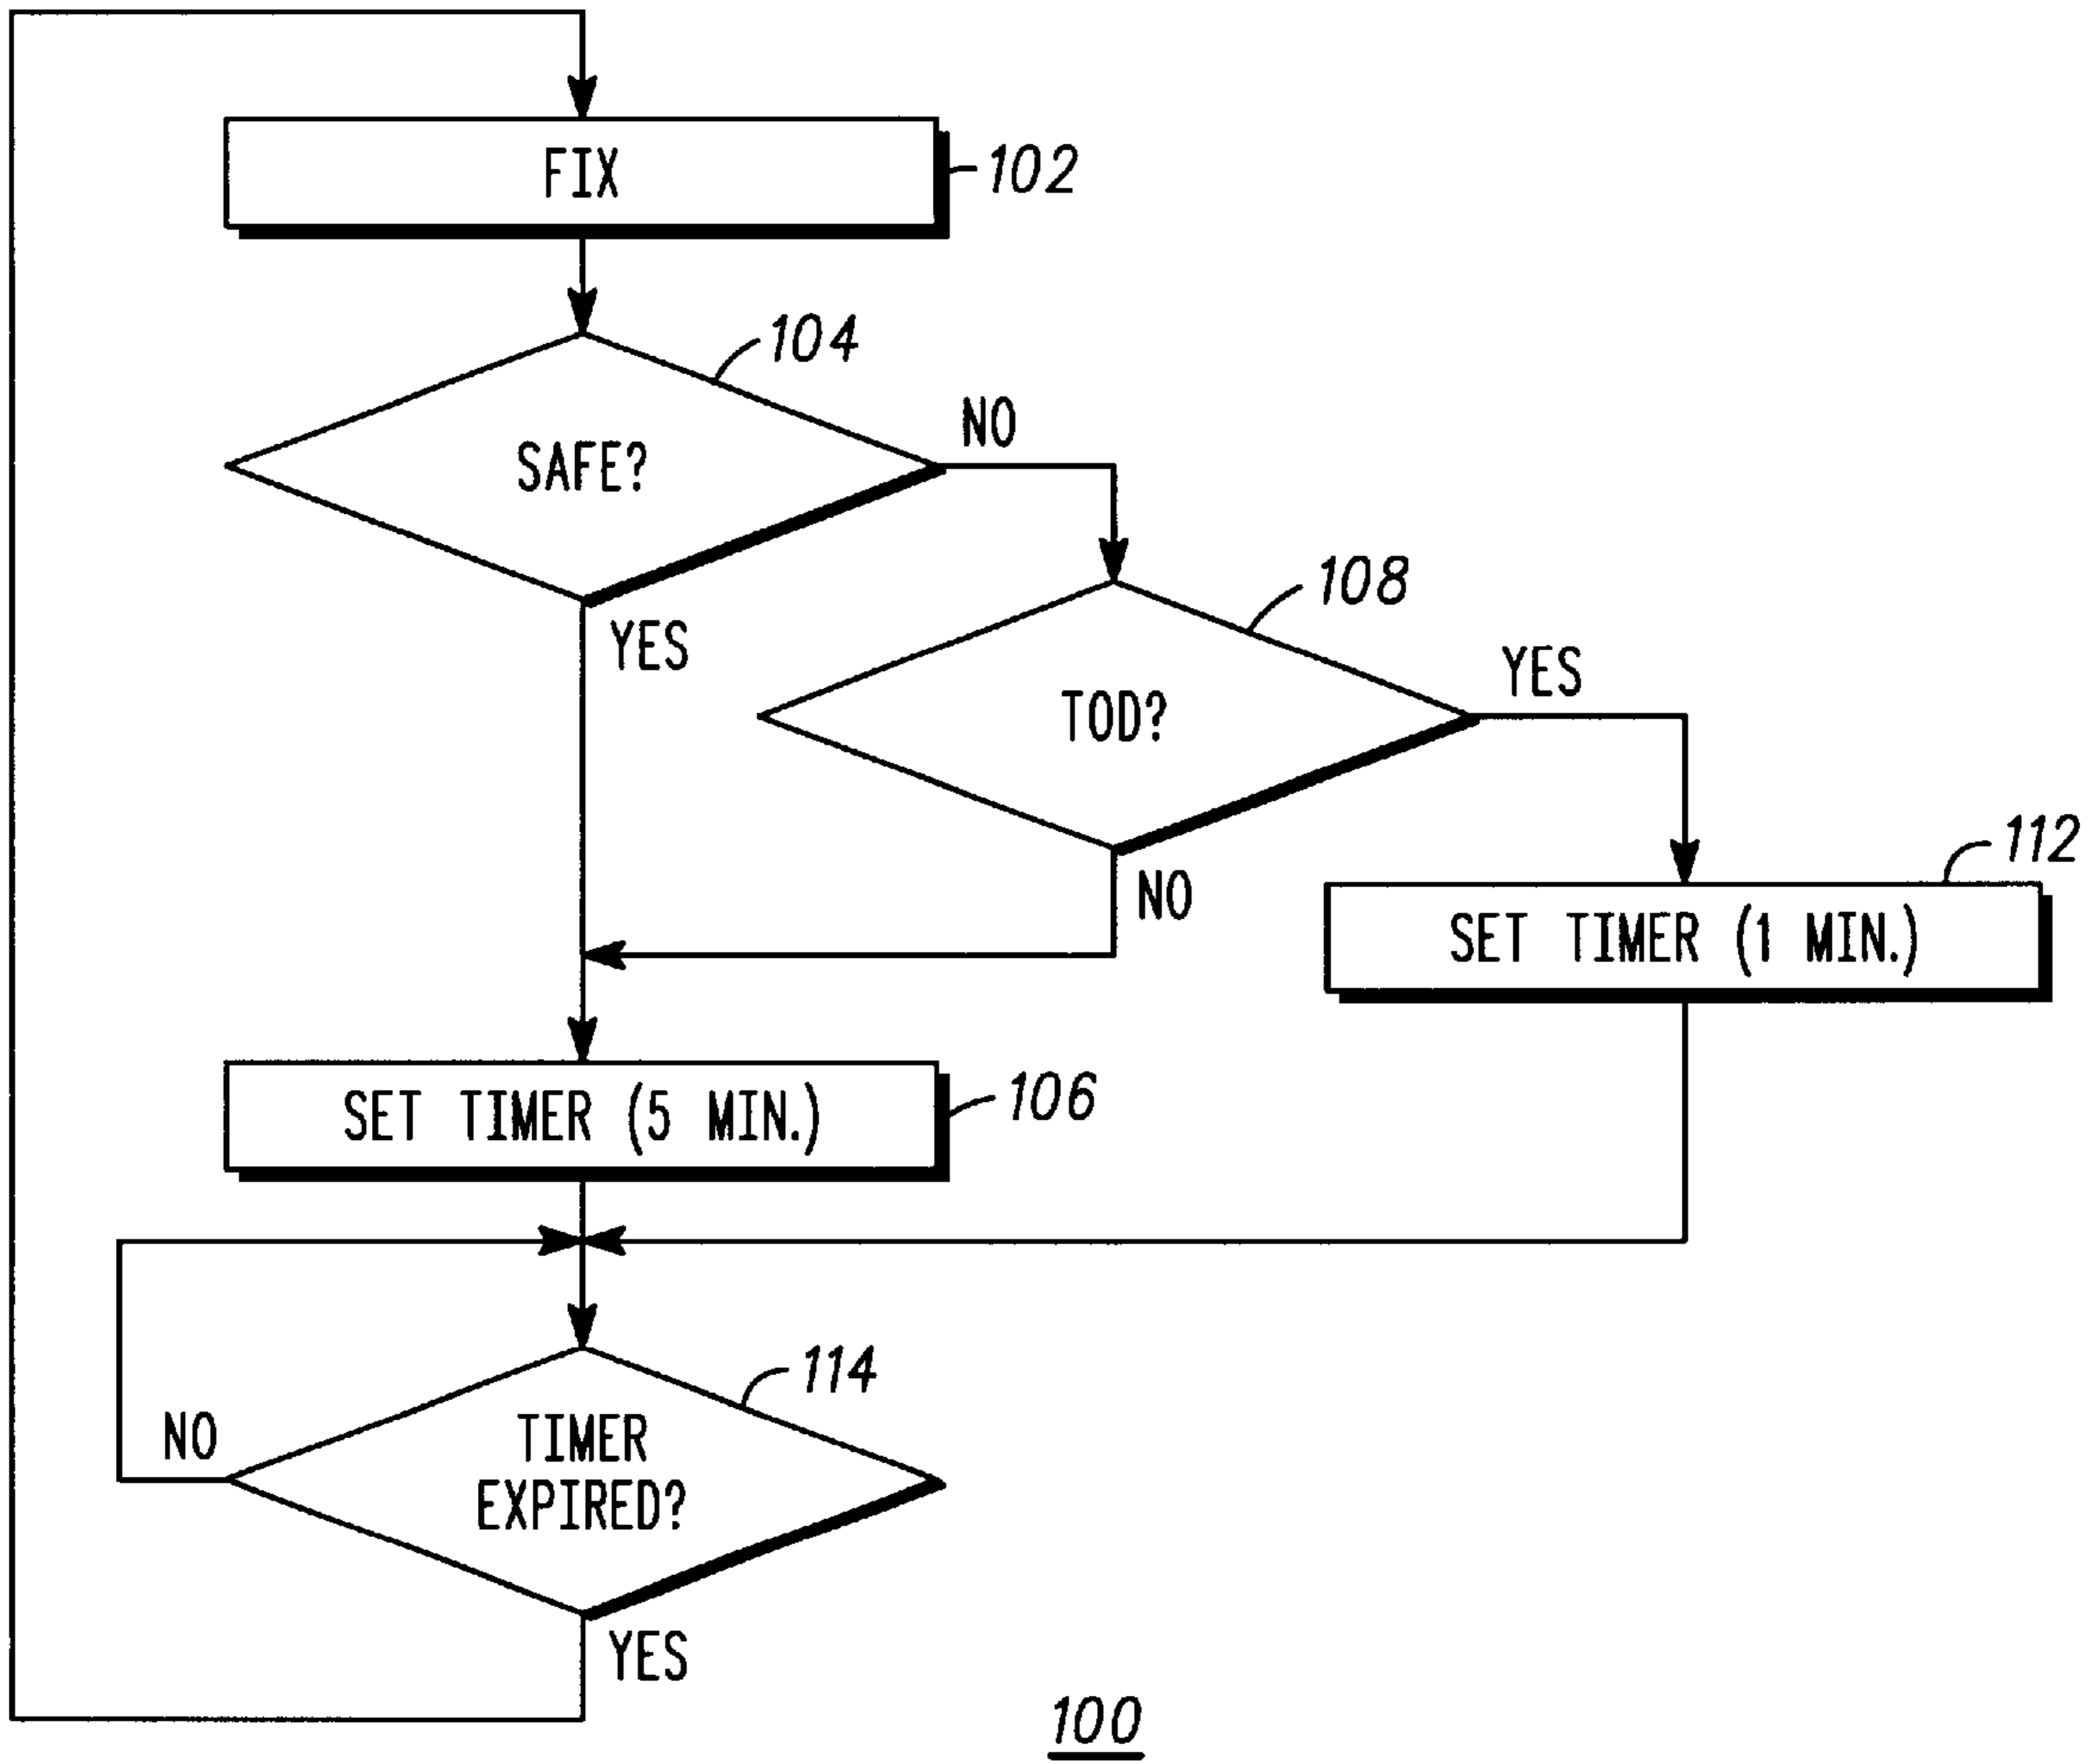 FIX
102
104
SAFE?
NO
YES
108
TOD?
YES
NO
112
SET TIMER (1 MIN.)
SET TIMER (5 MIN.)
106
114
NO
TIMER
EXPIRED?
YES
100